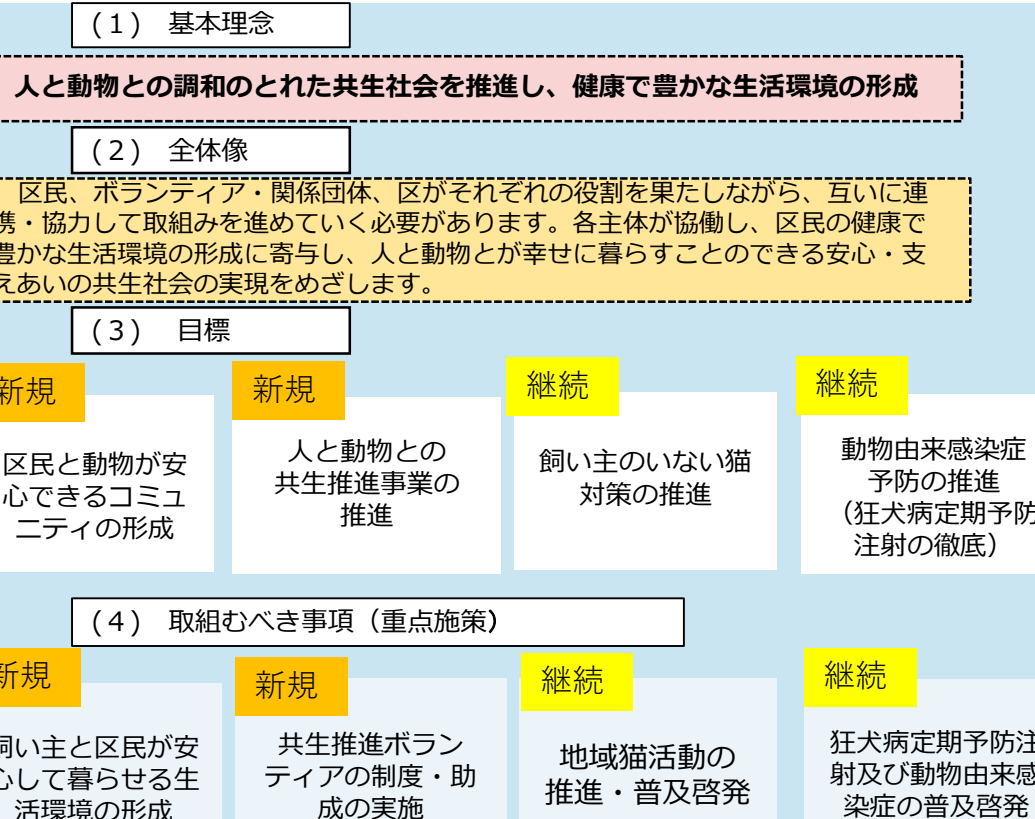 (1) 基本理念
人と動物との調和のとれた共生社会を推進し、健康で豊かな生活環境の形成
(2) 全体像
区民、ボランティア・関係団体、区がそれぞれの役割を果たしながら、互いに連
携・協力して取組みを進めていく必要があります。各主体が協働し、区民の健康で
豊かな生活環境の形成に寄与し、人と動物とが幸せに暮らすことのできる安心・支
えあいの共生社会の実現をめざします。
(3) 目標
新規
区民と動物が安
心できるコミュ
ニティの形成
新規
人と動物との
共生推進事業の
推進
継続
飼い主のいない猫
対策の推進
継続
動物由来感染症
予防の推進
（狂犬病定期予防
注射の徹底）
(4) 取組むべき事項（重点施策）
新規
飼い主と区民が安
心して暮らせる生
活環境の形成
新規
共生推進ボラン
ティアの制度・助
成の実施
継続
地域猫活動の
推進・普及啓発
継続
狂犬病定期予防注
射及び動物由来感
染症の普及啓発